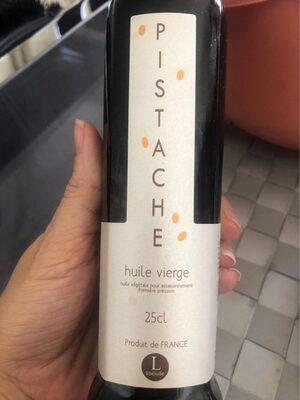 PISTACHE
huile vierge
huile végétale pour assaisonnement
première pression
25cl
Produit de FRANCE
L